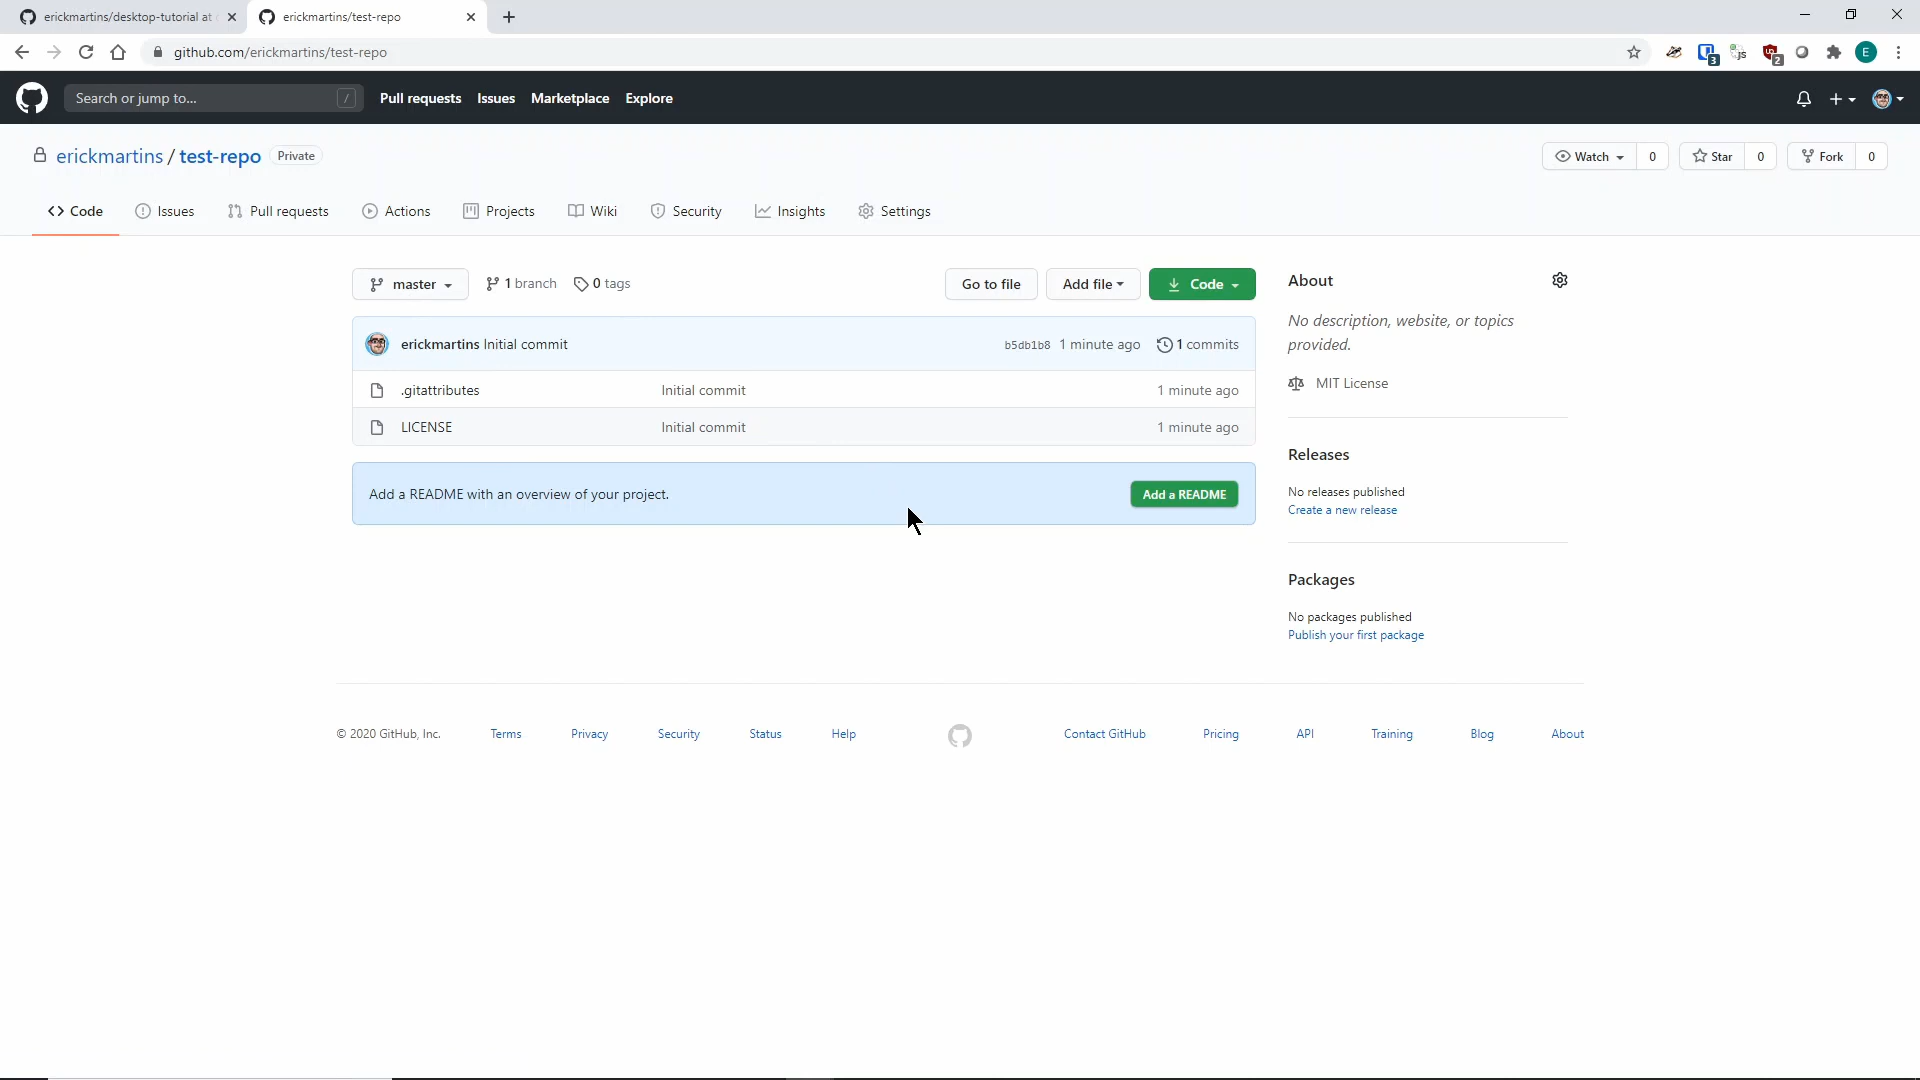 erickmartins/desktop-tutorial at
erickmartins/test-repo
github.com/erickmartins/test-repo
3
JS
2
E
Search or jump to...
/
Pull requests
Issues
Marketplace
Explore
erickmartins / test-repo
Private
Watch
0
Star
0
Fork
0
Code
Issues
Pull requests
Actions
Projects
Wiki
Security
Insights
Settings
master
1 branch
0 tags
Go to file
Add file
Code
erickmartins Initial commit
b5db1b8 1 minute ago
1 commits
.gitattributes
Initial commit
1 minute ago
LICENSE
Initial commit
1 minute ago
Add a README with an overview of your project.
Add a README
About
No description, website, or topics
provided.
MIT License
Releases
No releases published
Create a new release
Packages
No packages published
Publish your first package
© 2020 GitHub, Inc.
Terms
Privacy
Security
Status
Help
Contact GitHub
Pricing
API
Training
Blog
About